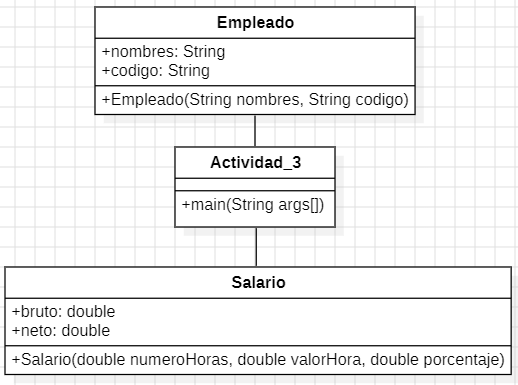 Empleado
+nombres: String
+codigo: String
+Empleado(String nombres, String codigo)
Actividad_3
+main(String args[])
Salario
+bruto: double
+neto: double
+Salario(double numeroHoras, double valorHora, double porcentaje)